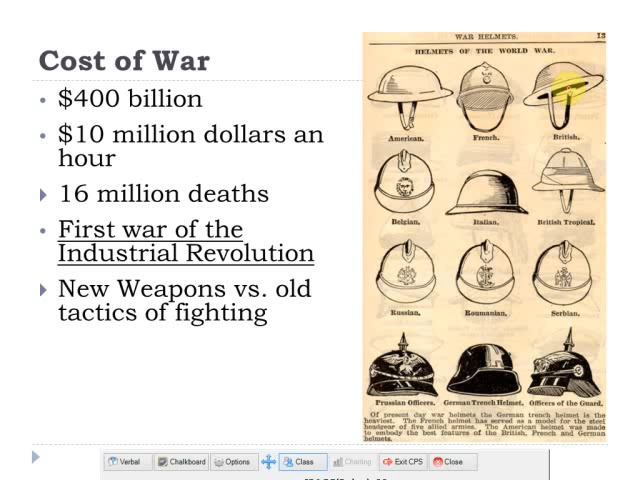 WAR HELMETS. 13
HELMETS OF THE WORLD WAR.
Cost of War
$400 billion
$10 million dollars an
hour
16 million deaths
First war of the
Industrial Revolution
New Weapons vs. old
tactics of fighting
American. French. British.
Belgian. Italian. British Tropical.
Russian. Roumanian. Serbian.
Prussian Officers. German Trench Helmet. Officers of the Guard.
Of present day war helmets the German trench helmet is the
heaviest. The French helmet has served as a model for the steel
headgear of five allied armies. The American helmet was made
to embody the best features of the British, French and German
helmets.
Verbal Chalkboard Options Class Charting Exit CPS Close